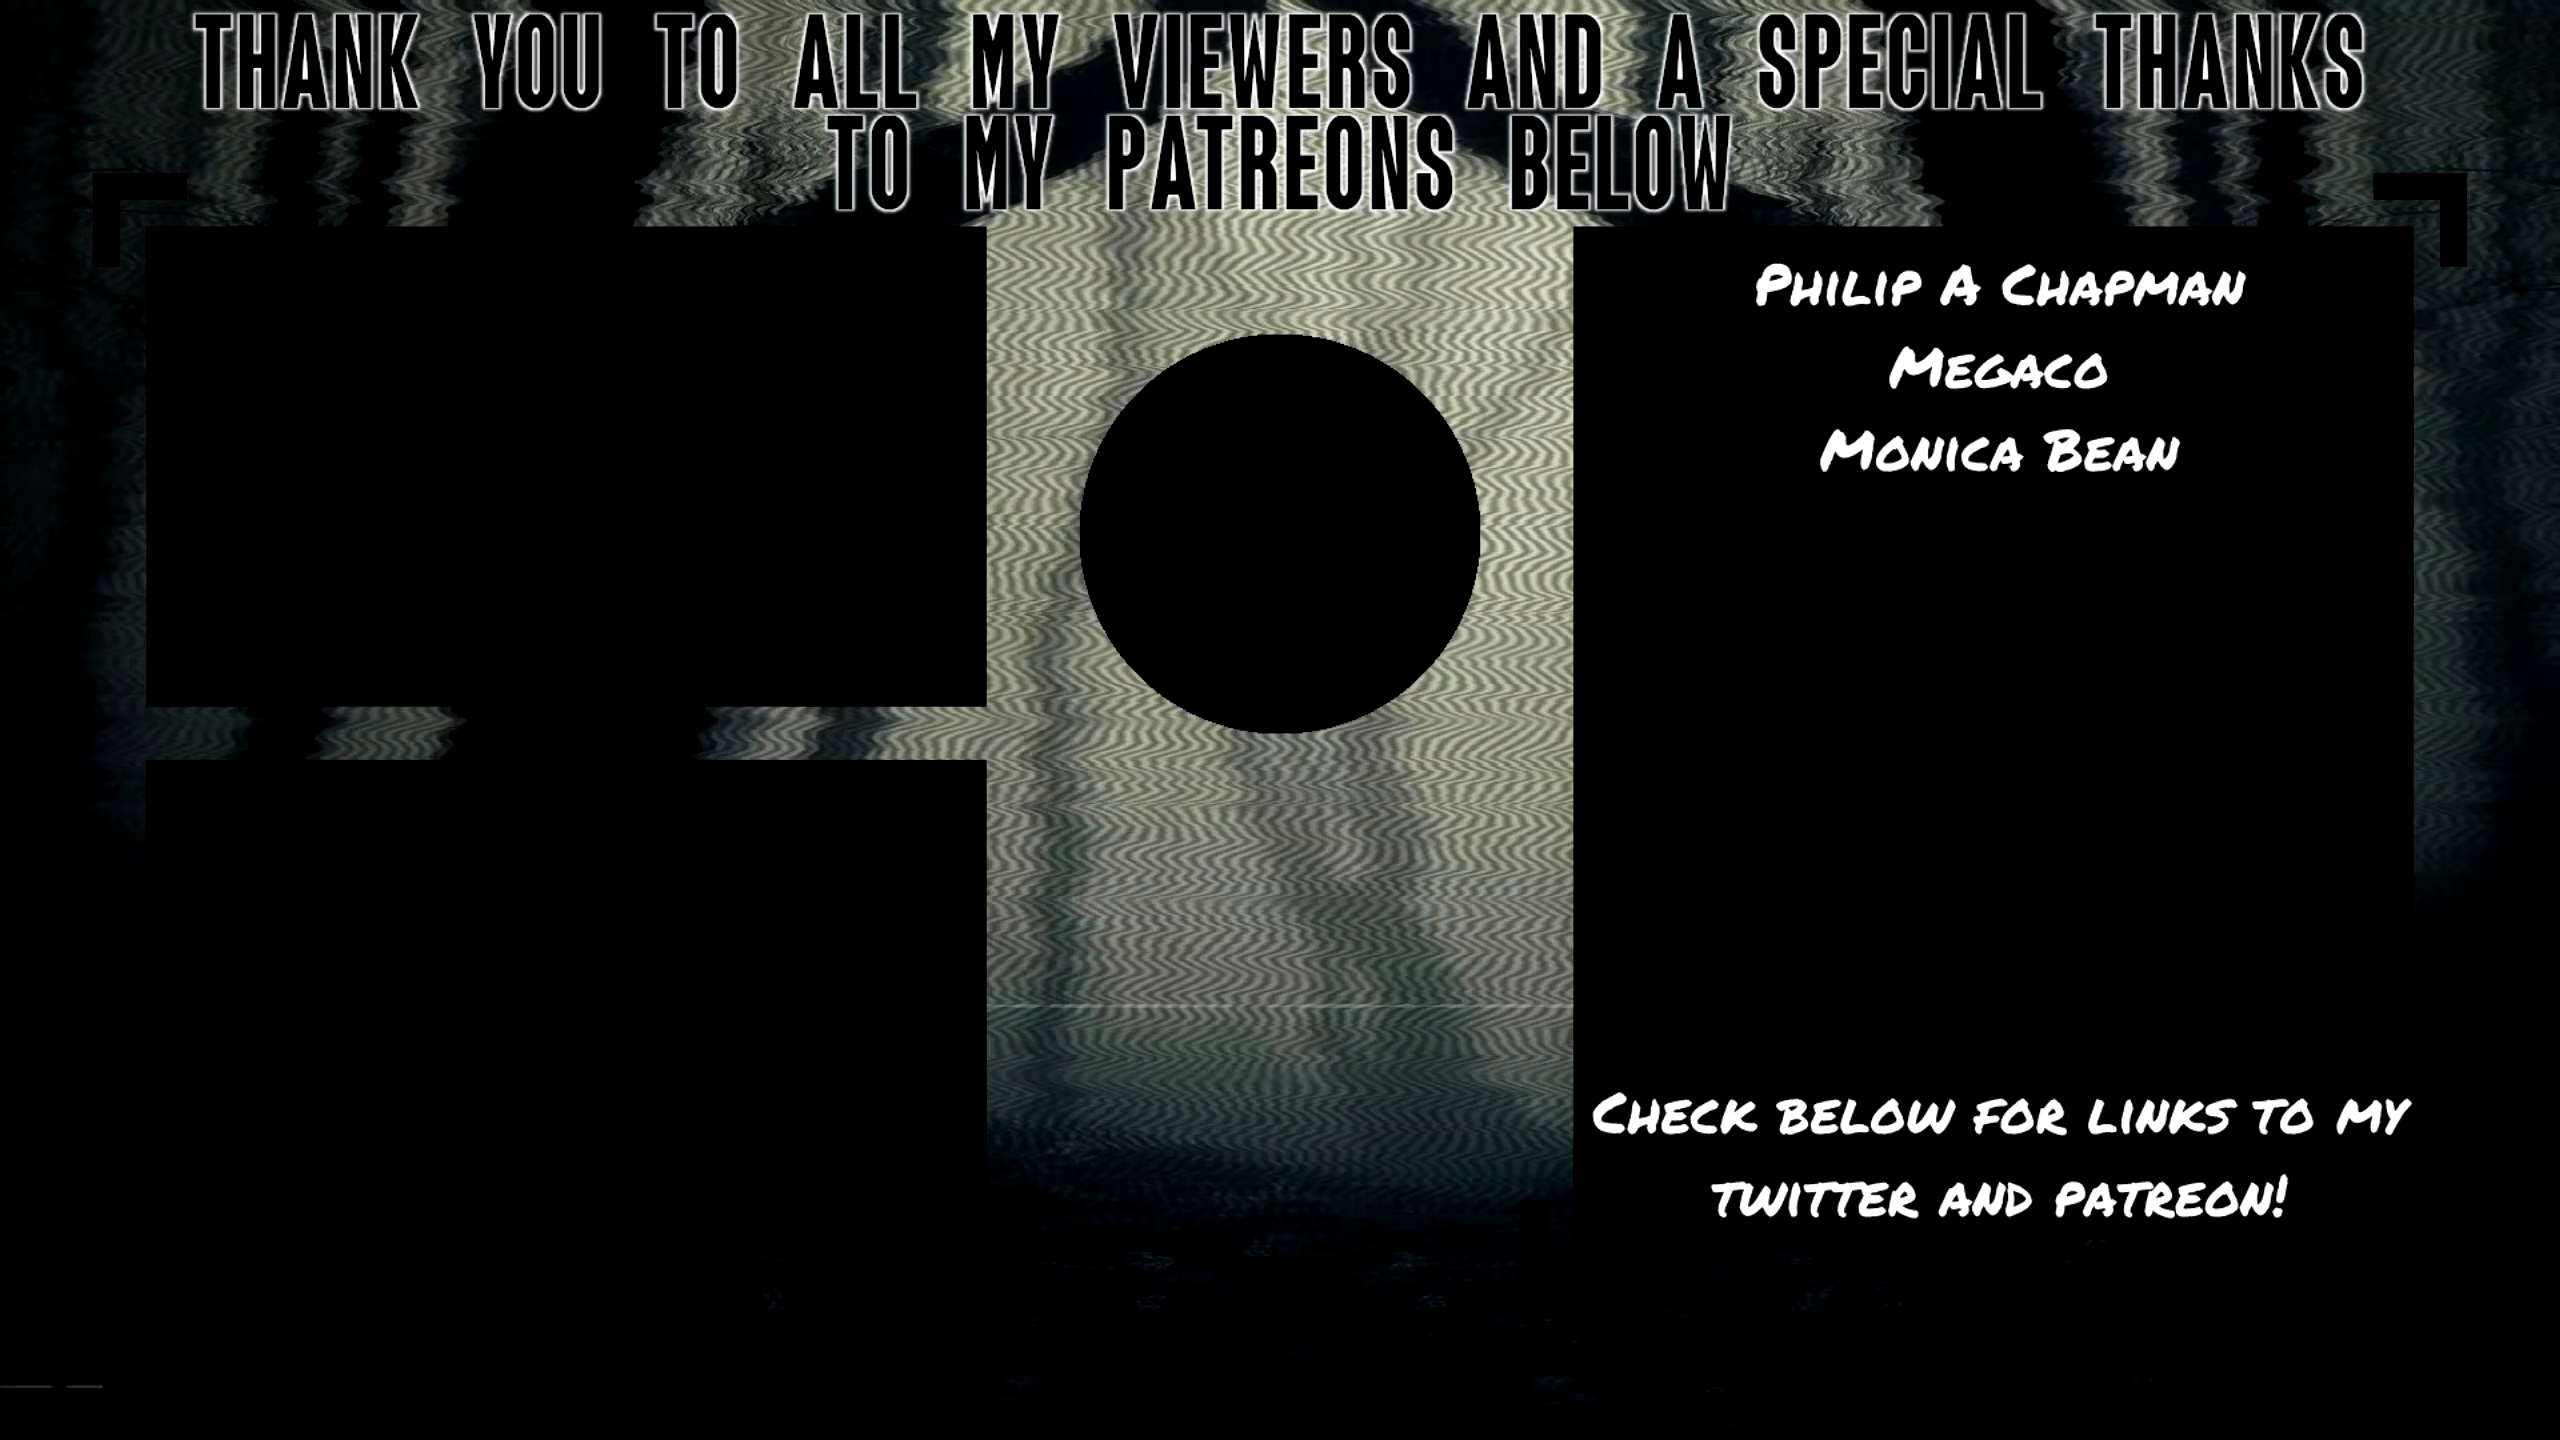 THANK YOU TO ALL MY VIEWERS AND A SPECIAL THANKS
TO MY PATREONS BELOW
PHILIP A CHAPMAN
MEGACO
MONICA BEAN
CHECK BELOW FOR LINKS TO MY
TWITTER AND PATREON!